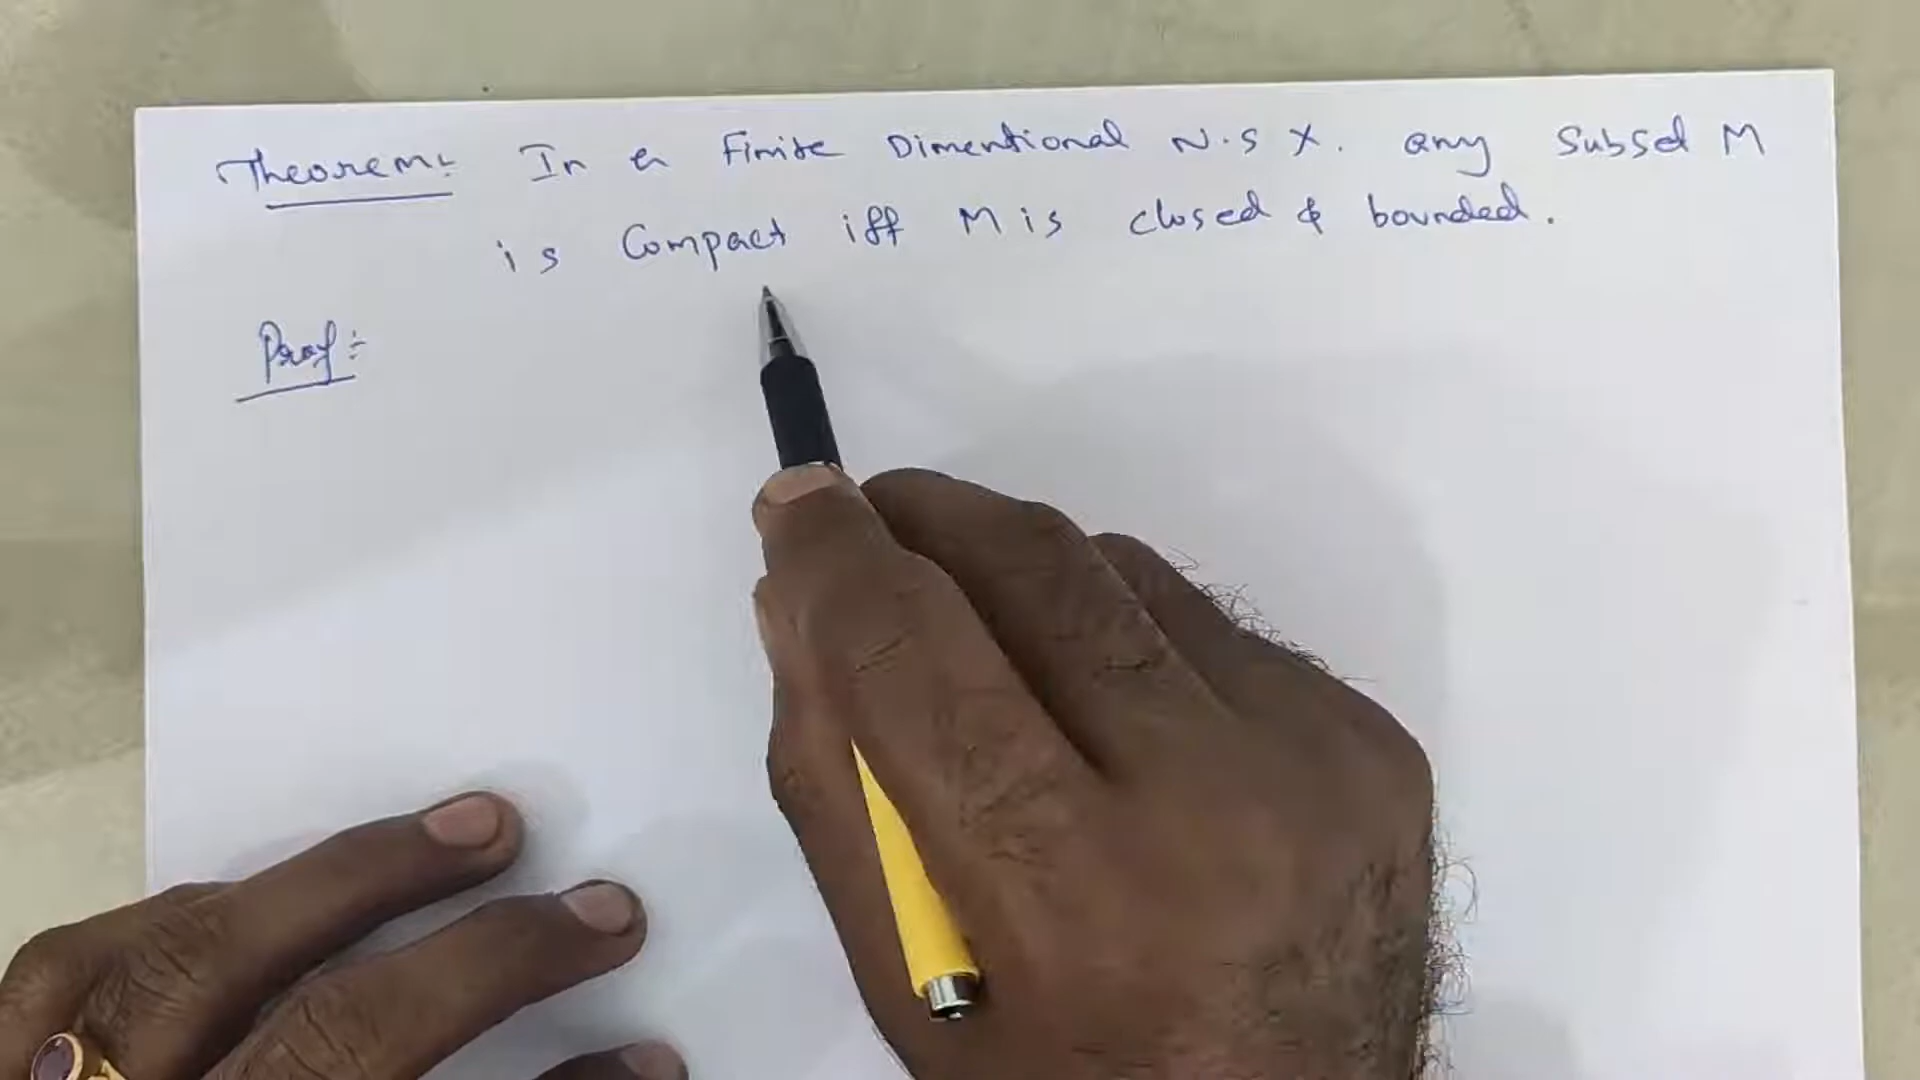 Theorem:- In a Finite Dimentional N.S X. any Subset M
is Compact iff M is closed & bounded.
Proof:-